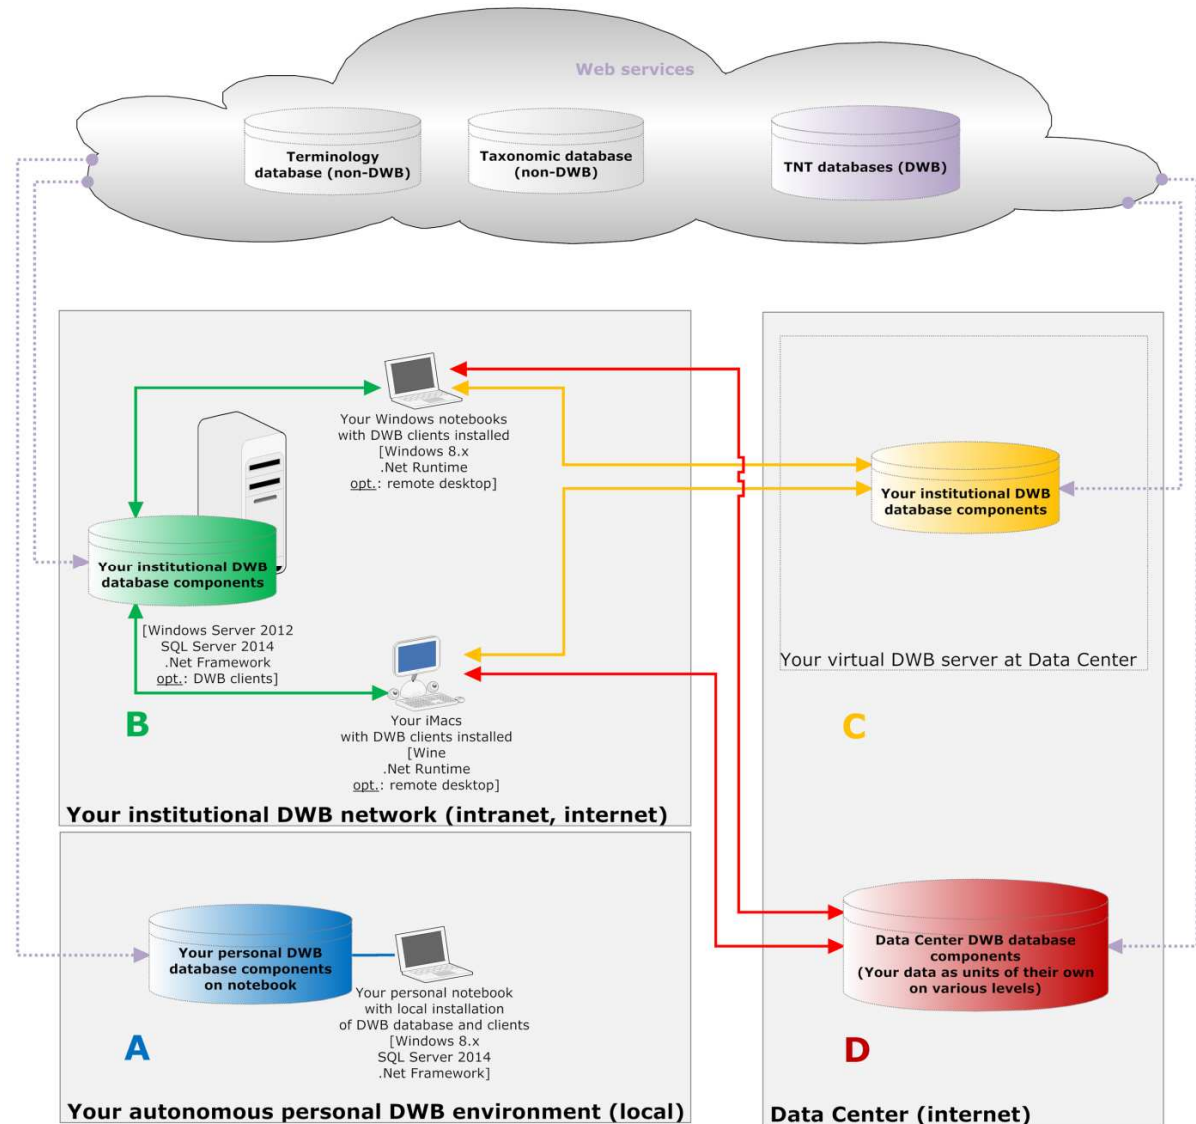 Web services
Terminology
database (non-DWB)
Taxonomic database
(non-DWB)
TNT databases (DWB)
Your Windows notebooks
with DWB clients installed
[Windows 8.x
.Net Runtime
opt.: remote desktop]
Your institutional DWB
database components
[Windows Server 2012
SQL Server 2014
.Net Framework
opt.: DWB clients]
B
Your iMacs
with DWB clients installed
[Wine
.Net Runtime
opt.: remote desktop]
Your institutional DWB network (intranet, internet)
Your institutional DWB
database components
Your virtual DWB server at Data Center
C
Your personal DWB
database components
on notebook
A
Your personal notebook
with local installation
of DWB database and clients
[Windows 8.x
SQL Server 2014
.Net Framework]
Your autonomous personal DWB environment (local)
Data Center DWB database
components
(Your data as units of their own
on various levels)
D
Data Center (internet)